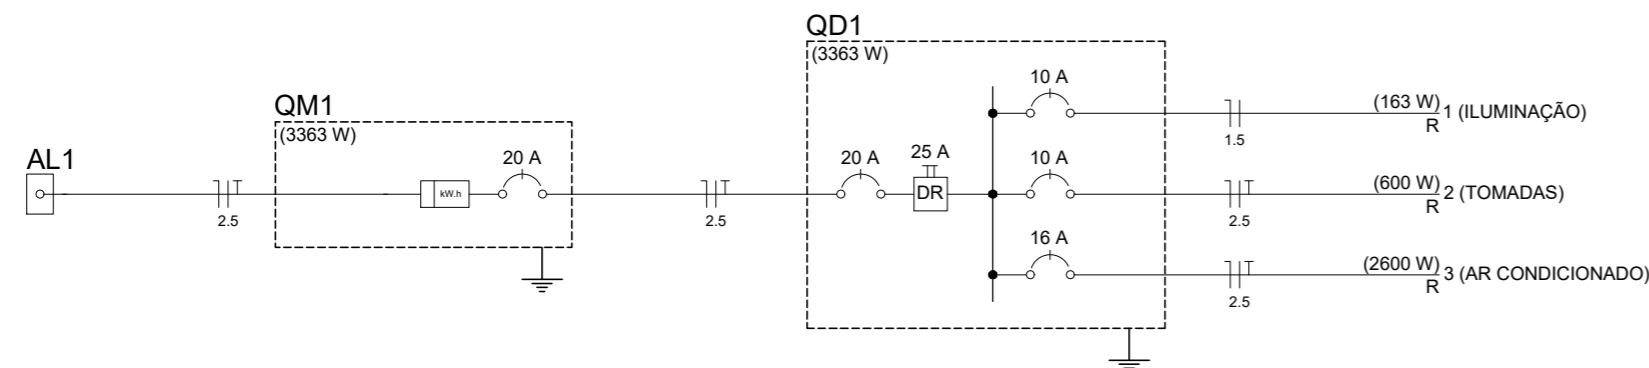 AL1
2.5
QM1
(3363 W)
kW.h
20 A
2.5
QD1
(3363 W)
20 A
25 A
DR
10 A
1.5
(163 W)
R
1 (ILUMINAÇÃO)
10 A
2.5
(600 W)
R
2 (TOMADAS)
16 A
2.5
(2600 W)
R
3 (AR CONDICIONADO)